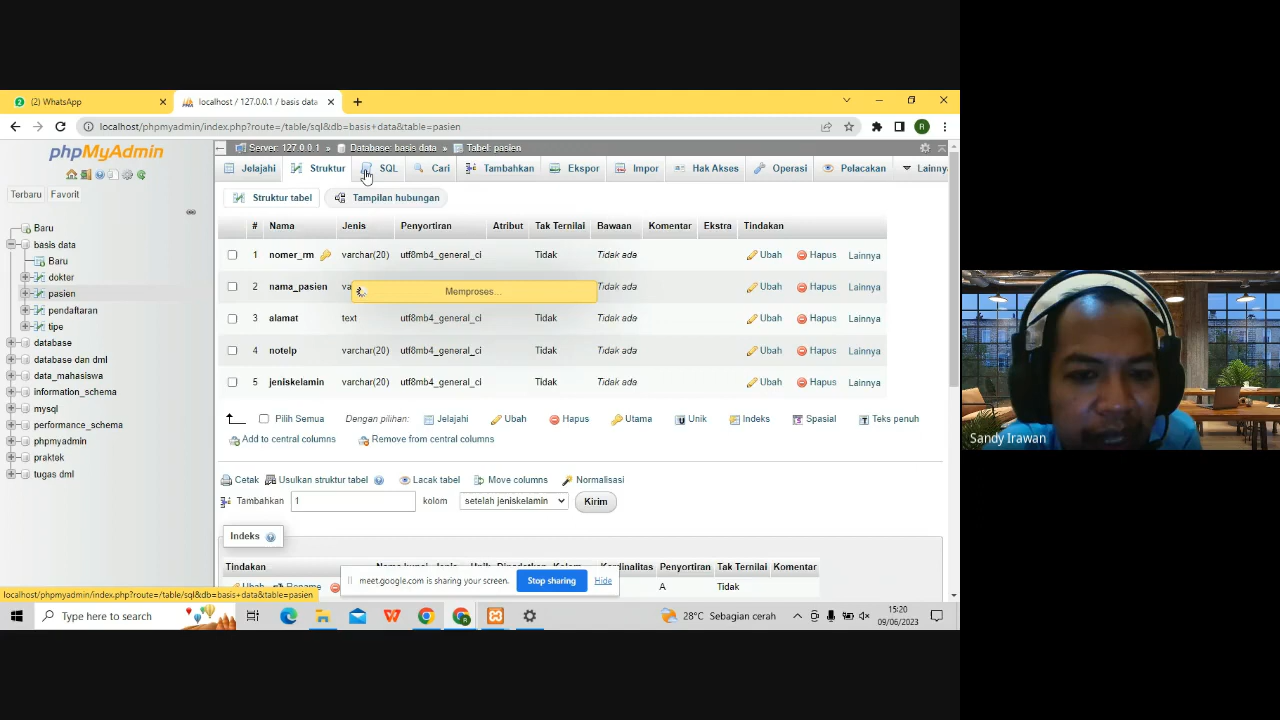 (2) WhatsApp
localhost / 127.0.0.1 / basis data
localhost/phpmyadmin/index.php?route=/table/sql&db=basis+data&table=pasien
R
phpMyAdmin
Terbaru Favorit
Baru
basis data
Baru
dokter
pasien
pendaftaran
tipe
database
database dan dml
data_mahasiswa
information_schema
mysql
performance_schema
phpmyadmin
praktek
tugas dml
Server: 127.0.0.1 » Database: basis data » Tabel: pasien
Jelajahi Struktur SQL Cari Tambahkan Ekspor Impor Hak Akses Operasi Pelacakan Lainnya
Struktur tabel Tampilan hubungan
# Nama Jenis Penyortiran Atribut Tak Ternilai Bawaan Komentar Ekstra Tindakan
1 nomer_rm varchar(20) utf8mb4_general_ci Tidak Tidak ada Ubah Hapus Lainnya
2 nama_pasien Tidak ada Ubah Hapus Lainnya
Memproses...
3 alamat text utf8mb4_general_ci Tidak Tidak ada Ubah Hapus Lainnya
4 notelp varchar(20) utf8mb4_general_ci Tidak Tidak ada Ubah Hapus Lainnya
5 jeniskelamin varchar(20) utf8mb4_general_ci Tidak Tidak ada Ubah Hapus Lainnya
Pilih Semua Dengan pilihan: Jelajahi Ubah Hapus Utama Unik Indeks Spasial Teks penuh
Add to central columns Remove from central columns
Cetak Usulkan struktur tabel Lacak tabel Move columns Normalisasi
Tambahkan 1 kolom setelah jeniskelamin Kirim
Indeks
Tindakan Kardinalitas Penyortiran Tak Ternilai Komentar
A Tidak
meet.google.com is sharing your screen. Stop sharing Hide
localhost/phpmyadmin/index.php?route=/table/sql&db=basis+data&table=pasien
Type here to search
28°C Sebagian cerah
15:20
09/06/2023
Sandy Irawan